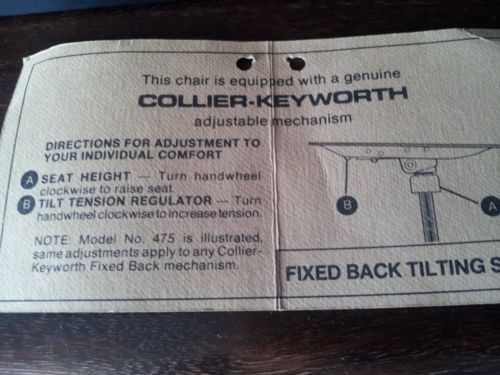 This chair is equipped with a genuine
COLLIER-KEYWORTH
adjustable mechanism
DIRECTIONS FOR ADJUSTMENT TO
YOUR INDIVIDUAL COMFORT
A SEAT HEIGHT — Turn handwheel
clockwise to raise seat.
B TILT TENSION REGULATOR — Turn
handwheel clockwise to increase tension.
NOTE: Model No. 475 is illustrated,
same adjustments apply to any Collier-
Keyworth Fixed Back mechanism.
B
A
FIXED BACK TILTING S